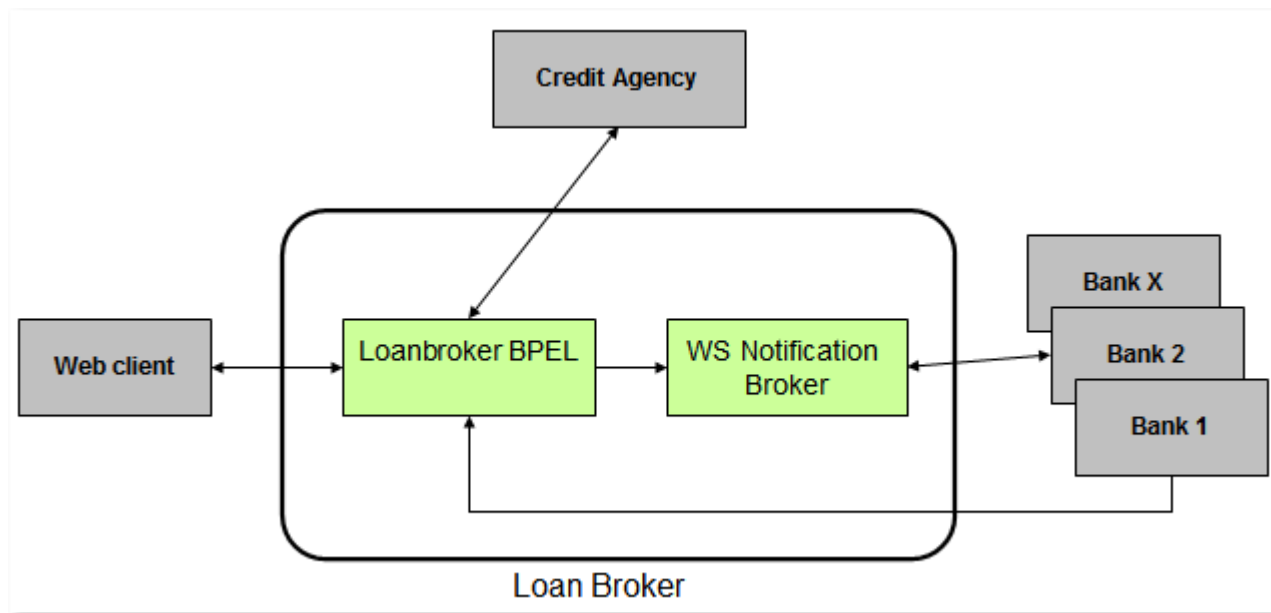 Credit Agency
Bank X
Web client
Loanbroker BPEL
WS Notification
Broker
Bank 2
Bank 1
Loan Broker